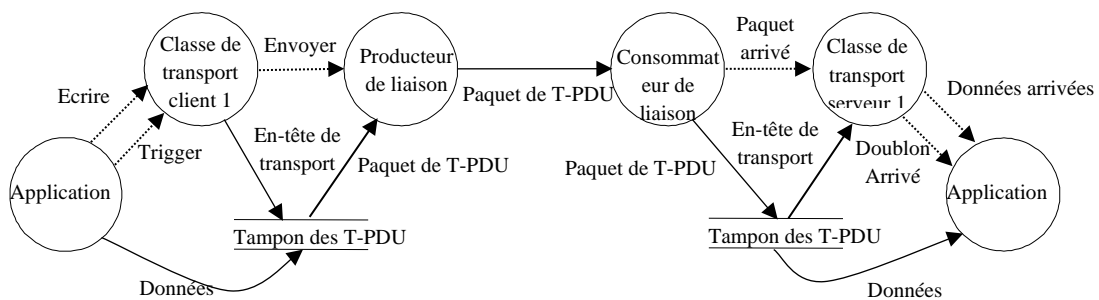 Classe de
transport
client 1
Envoyer
Producteur
de liaison
Ecrire
Trigger
En-tête de
transport
Paquet de T-PDU
Application
Tampon des T-PDU
Données
Paquet de T-PDU
Consommat
eur de
liaison
Paquet
arrivé
Classe de
transport
serveur 1
Données arrivées
En-tête de
transport
Doublon
Arrivé
Paquet de T-PDU
Application
Tampon des T-PDU
Données